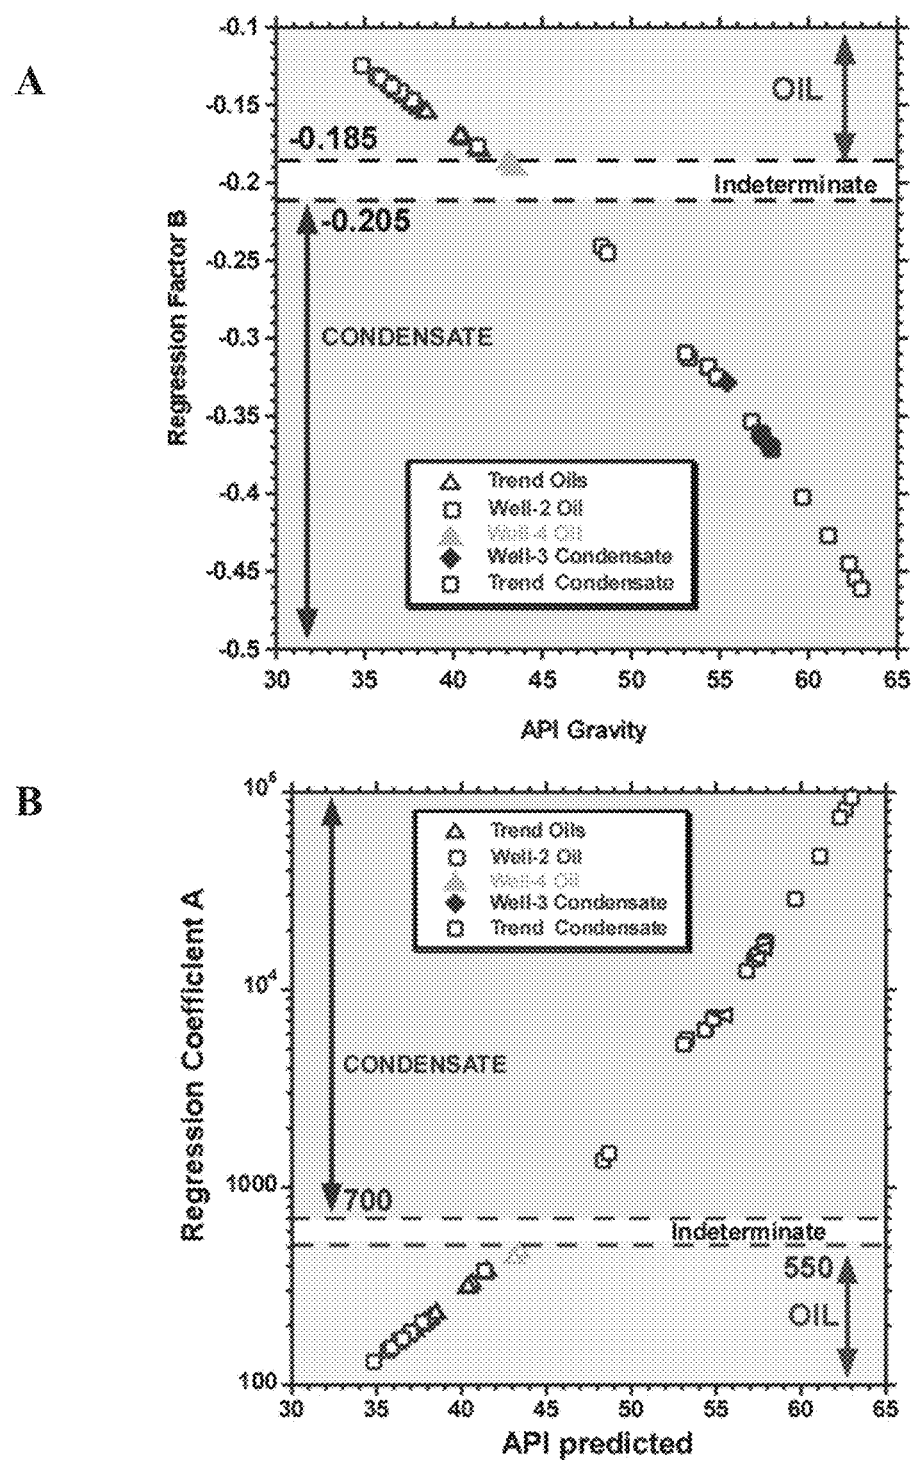 A
-0.1
-0.15
-0.2
-0.25
-0.3
-0.35
-0.4
-0.45
-0.5
Regression Factor B
OIL
-0.185
Indeterminate
-0.205
CONDENSATE
Trend Oils
Well-2 Oil
Well-4 Oil
Well-3 Condensate
Trend Condensate
30 35 40 45 50 55 60 65
API Gravity
B
10⁵
10⁴
1000
100
Regression Coefficient A
Trend Oils
Well-2 Oil
Well-4 Oil
Well-3 Condensate
Trend Condensate
CONDENSATE
700
Indeterminate
550
OIL
30 35 40 45 50 55 60 65
API predicted